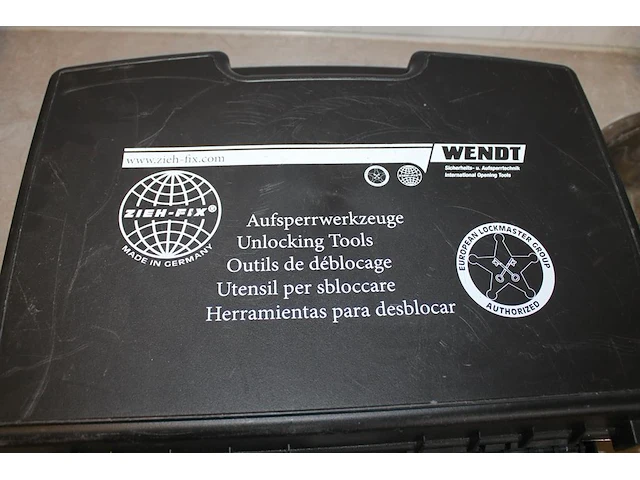 www.zieh-fix.com
WENDT
Sicherheits- u. Aufsperrtechnik
International Opening Tools
ZIEH-FIX®
MADE IN GERMANY
Aufsperrwerkzeuge
Unlocking Tools
Outils de déblocage
Utensil per sbloccare
Herramientas para desblocar
EUROPEAN LOCKMASTER GROUP
AUTHORIZED